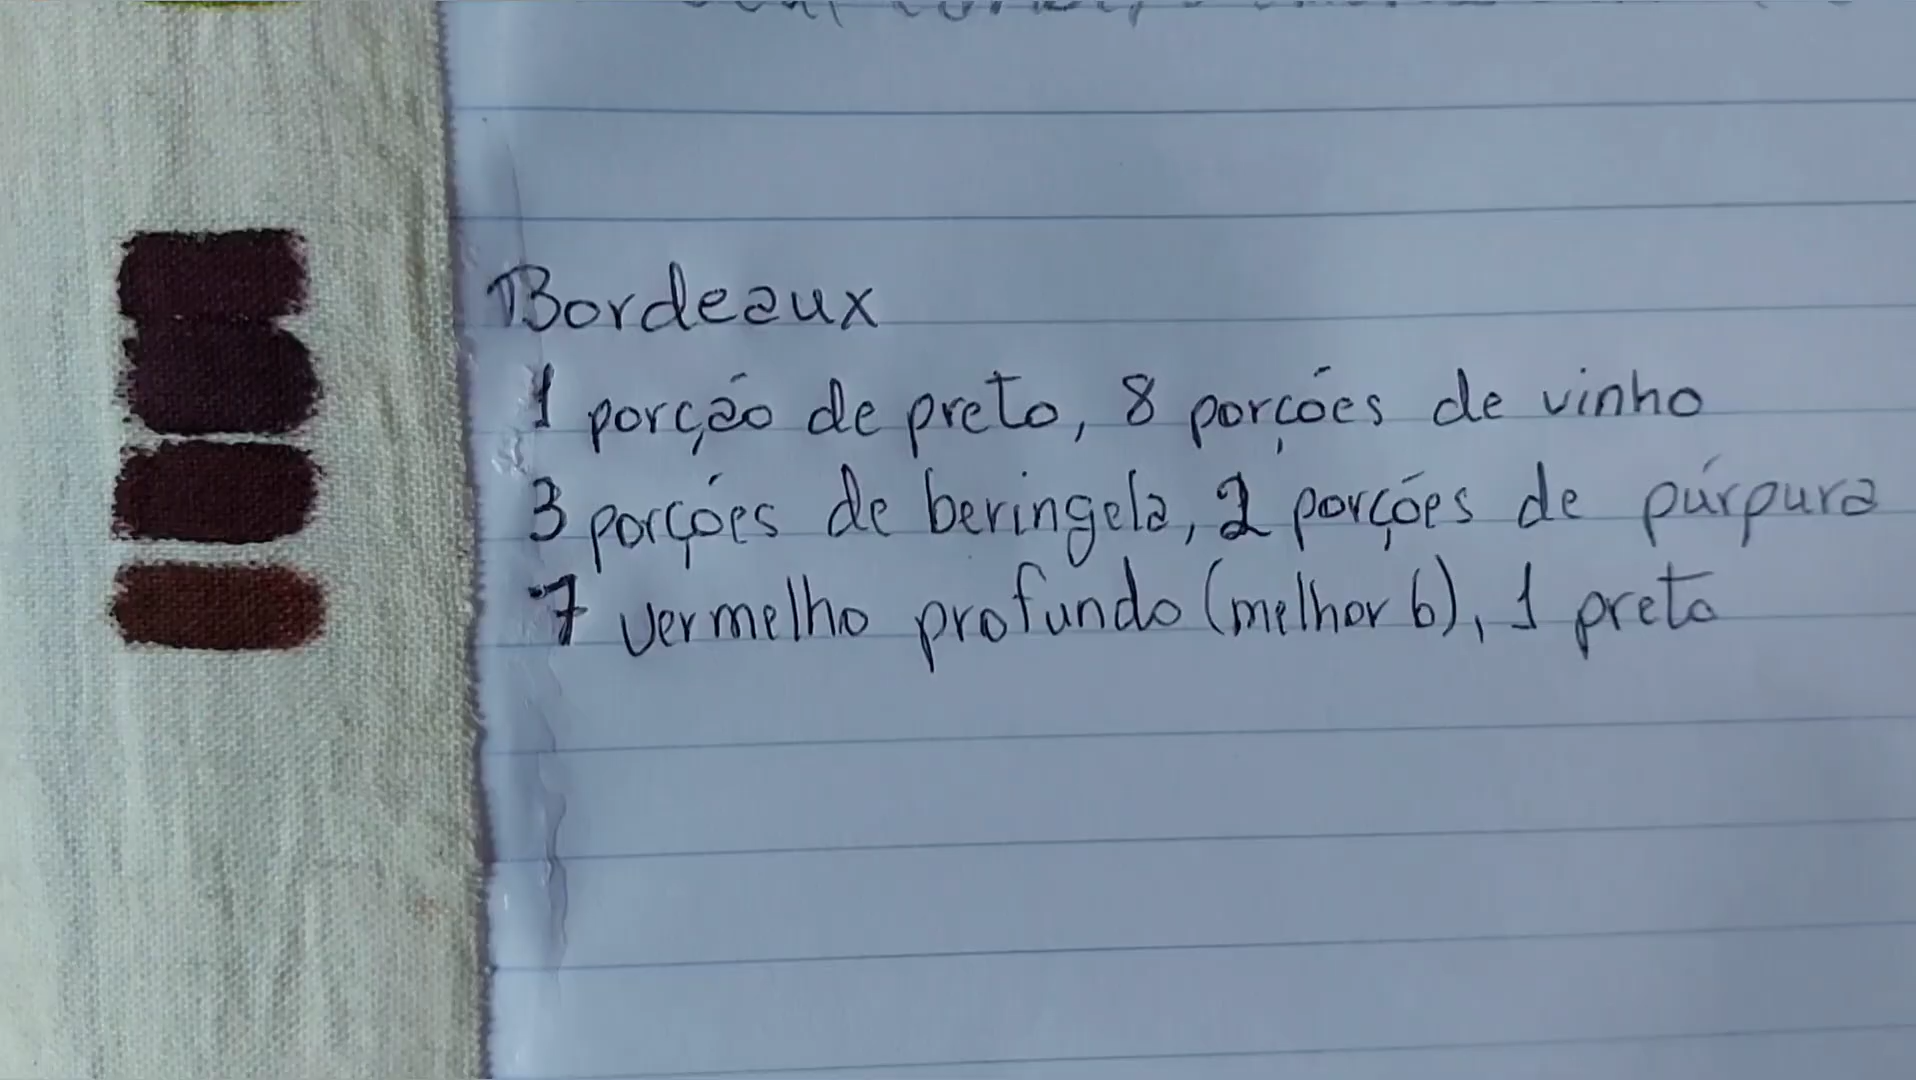 Bordeaux
1 porção de preto, 8 porções de vinho
3 porções de beringela, 2 porções de púrpura
7 vermelho profundo (melhor 6), 1 preto